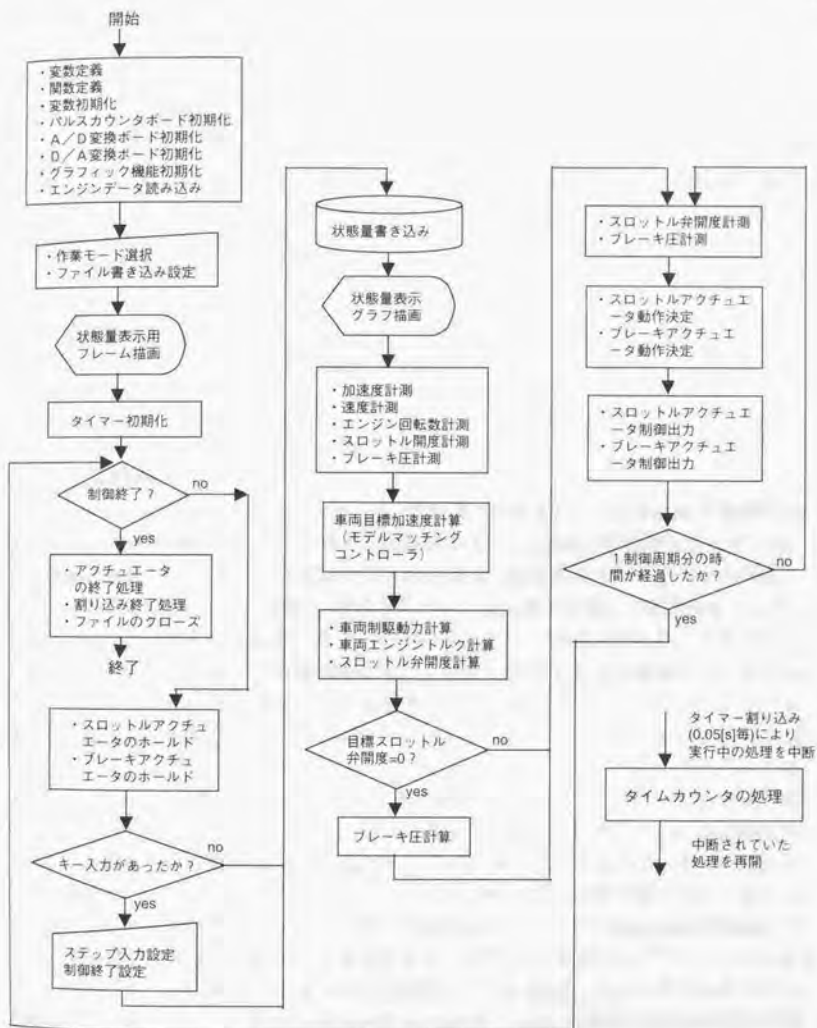 開始
・変数定義
・関数定義
・変数初期化
・パルスカウンタボード初期化
・A／D変換ボード初期化
・D／A変換ボード初期化
・グラフィック機能初期化
・エンジンデータ読み込み
・作業モード選択
・ファイル書き込み設定
状態量表示用
フレーム描画
タイマー初期化
制御終了？
no
yes
・アクチュエータ
の終了処理
・割り込み終了処理
・ファイルのクローズ
終了
・スロットルアクチュ
エータのホールド
・ブレーキアクチュ
エータのホールド
キー入力があったか？
no
yes
ステップ入力設定
制御終了設定
状態量書き込み
状態量表示
グラフ描画
・加速度計測
・速度計測
・エンジン回転数計測
・スロットル開度計測
・ブレーキ圧計測
車両目標加速度計算
（モデルマッチング
コントローラ）
・車両制駆動力計算
・車両エンジントルク計算
・スロットル弁開度計算
目標スロットル
弁開度=0？
no
yes
ブレーキ圧計算
・スロットル弁開度計測
・ブレーキ圧計測
・スロットルアクチュエ
ータ動作決定
・ブレーキアクチュエ
ータ動作決定
・スロットルアクチュエ
ータ制御出力
・ブレーキアクチュエ
ータ制御出力
1制御周期分の時
間が経過したか？
no
yes
タイマー割り込み
(0.05[s]毎)により
実行中の処理を中断
タイムカウンタの処理
中断されていた
処理を再開